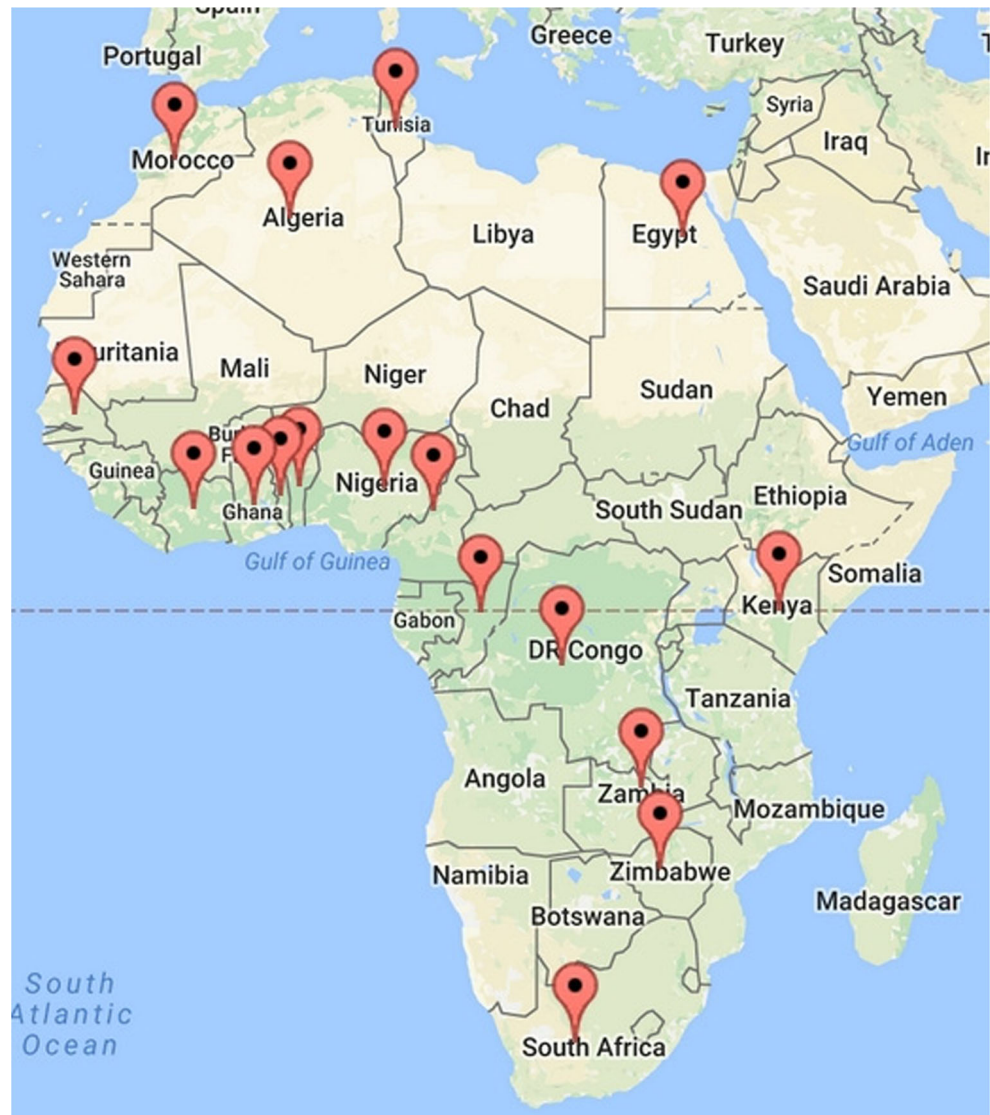 Spain
Greece
Portugal
Turkey
Syria
Tunisia
Iraq
Morocco
Algeria
Libya
Egypt
Western
Sahara
Saudi Arabia
uritania
Mali
Niger
Chad
Sudan
Yemen
Gulf of Aden
Bur
F
Guinea
Nigeria
Ghana
South Sudan
Ethiopia
Gulf of Guinea
Somalia
Kenya
Gabon
DR Congo
Tanzania
Angola
Zambia
Mozambique
Namibia
Zimbabwe
Botswana
Madagascar
South
Atlantic
Ocean
South Africa